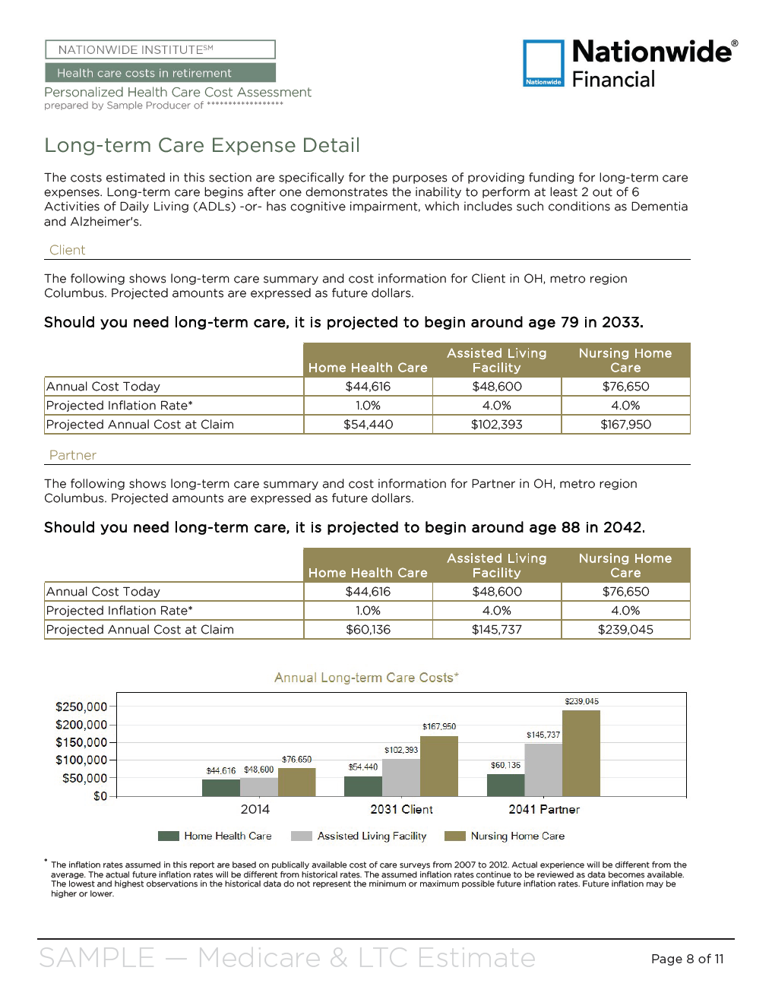 NATIONWIDE INSTITUTE℠
Health care costs in retirement
Personalized Health Care Cost Assessment
prepared by Sample Producer of ******************
Nationwide®
Financial
Nationwide
Long-term Care Expense Detail
The costs estimated in this section are specifically for the purposes of providing funding for long-term care
expenses. Long-term care begins after one demonstrates the inability to perform at least 2 out of 6
Activities of Daily Living (ADLs) -or- has cognitive impairment, which includes such conditions as Dementia
and Alzheimer's.
Client
The following shows long-term care summary and cost information for Client in OH, metro region
Columbus. Projected amounts are expressed as future dollars.
Should you need long-term care, it is projected to begin around age 79 in 2033.
Home Health Care Assisted Living Facility Nursing Home Care
Annual Cost Today $44,616 $48,600 $76,650
Projected Inflation Rate* 1.0% 4.0% 4.0%
Projected Annual Cost at Claim $54,440 $102,393 $167,950
Partner
The following shows long-term care summary and cost information for Partner in OH, metro region
Columbus. Projected amounts are expressed as future dollars.
Should you need long-term care, it is projected to begin around age 88 in 2042.
Home Health Care Assisted Living Facility Nursing Home Care
Annual Cost Today $44,616 $48,600 $76,650
Projected Inflation Rate* 1.0% 4.0% 4.0%
Projected Annual Cost at Claim $60,136 $145,737 $239,045
Annual Long-term Care Costs*
$250,000
$200,000
$150,000
$100,000
$50,000
$0
$44,616 $48,600 $76,650
$54,440 $102,393 $167,950
$60,136 $145,737 $239,045
2014 2031 Client 2041 Partner
Home Health Care Assisted Living Facility Nursing Home Care
* The inflation rates assumed in this report are based on publically available cost of care surveys from 2007 to 2012. Actual experience will be different from the
average. The actual future inflation rates will be different from historical rates. The assumed inflation rates continue to be reviewed as data becomes available.
The lowest and highest observations in the historical data do not represent the minimum or maximum possible future inflation rates. Future inflation may be
higher or lower.
SAMPLE — Medicare & LTC Estimate
Page 8 of 11